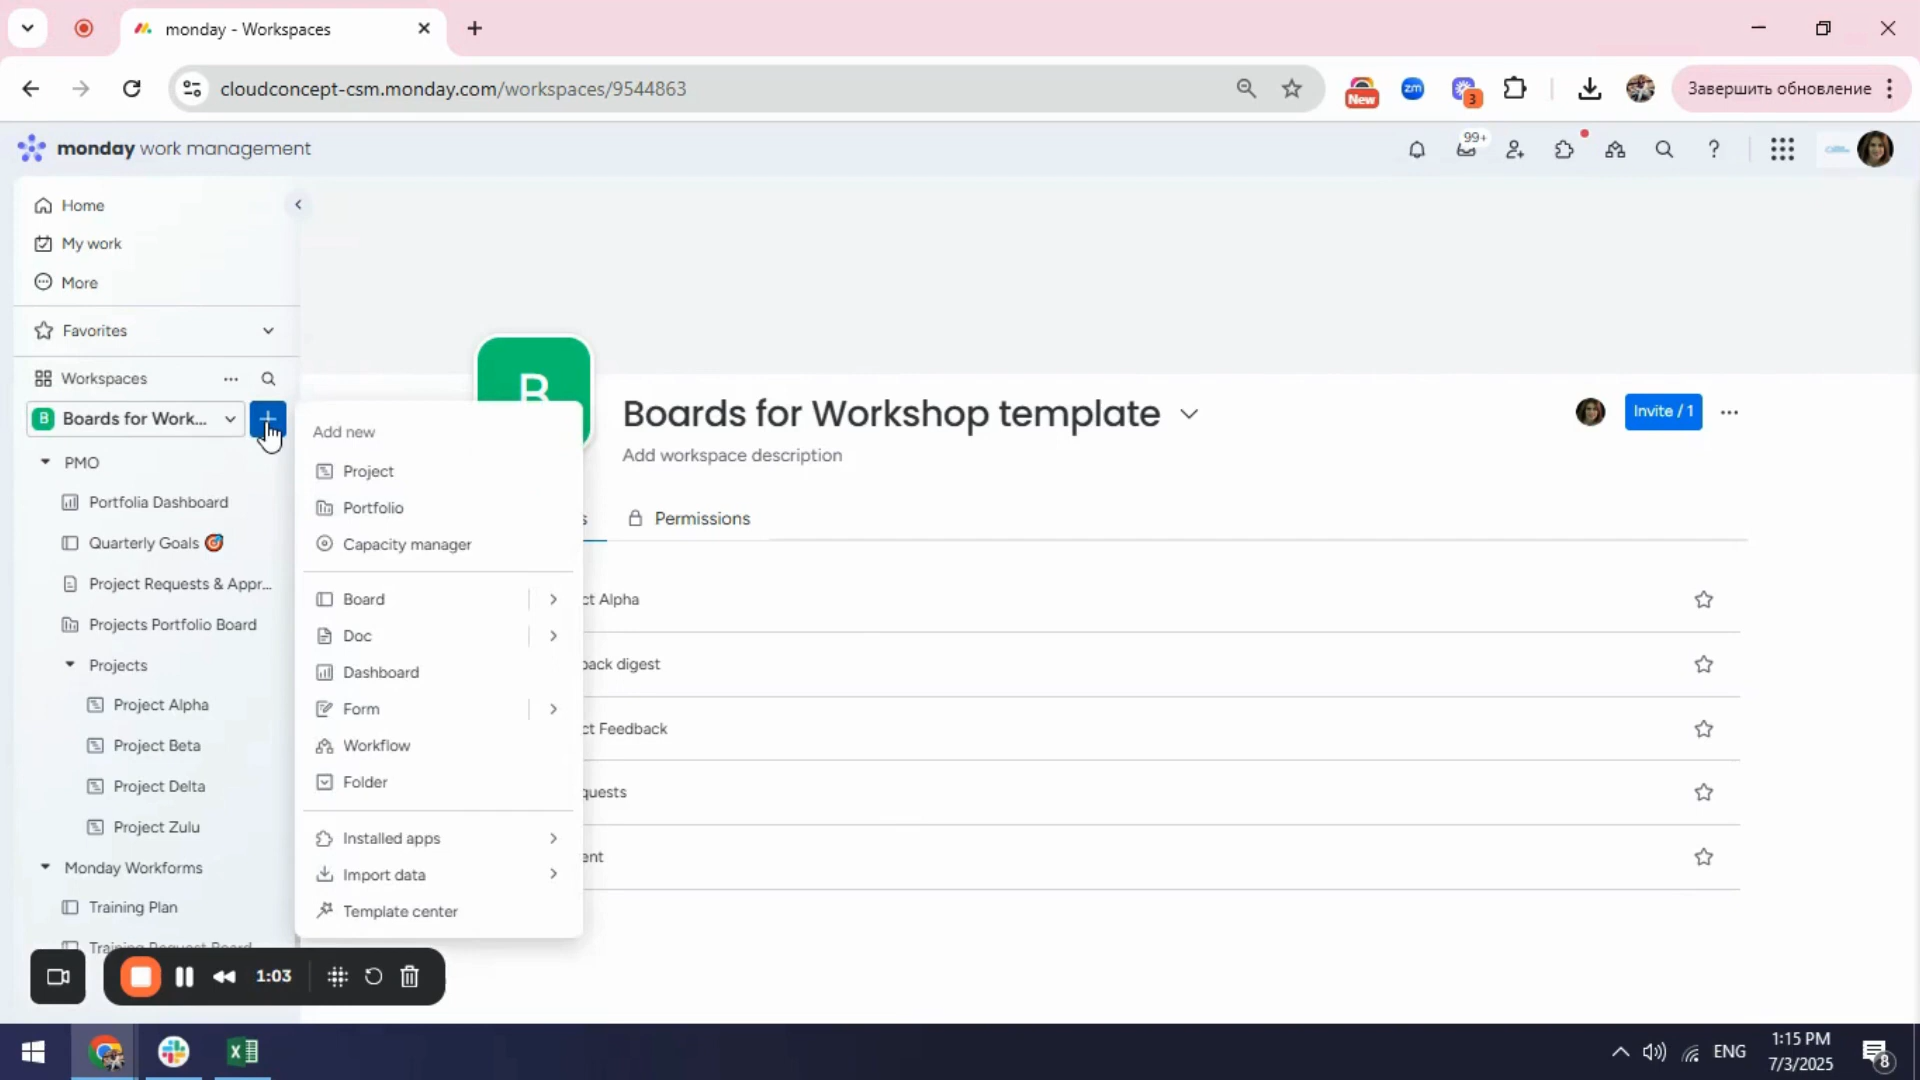 monday - Workspaces
cloudconcept-csm.monday.com/workspaces/9544863
New
zm
3
Завершить обновление
monday work management
99+
Home
My work
More
Favorites
Workspaces
B Boards for Work...
PMO
Portfolia Dashboard
Quarterly Goals
Project Requests & Appr...
Projects Portfolio Board
Projects
Project Alpha
Project Beta
Project Delta
Project Zulu
Monday Workforms
Training Plan
Training Request Board
Add new
Project
Portfolio
Capacity manager
Board
Doc
Dashboard
Form
Workflow
Folder
Installed apps
Import data
Template center
B
Boards for Workshop template
Add workspace description
Invite / 1
s
Permissions
ct Alpha
back digest
ct Feedback
quests
ent
1:03
ENG
1:15 PM
7/3/2025
8